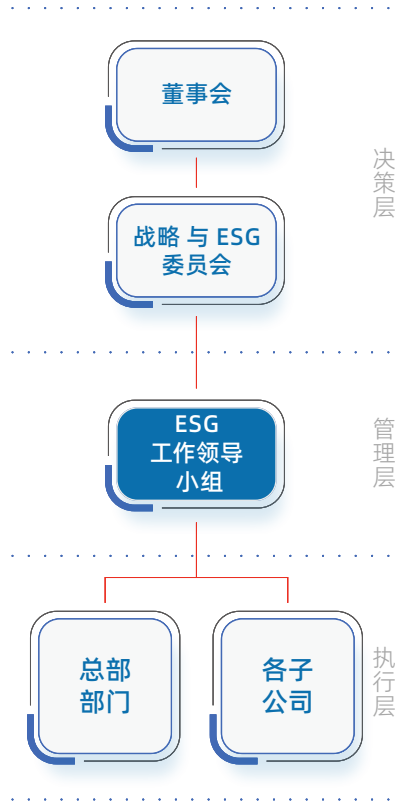 董事会
决策层
战略 与 ESG
委员会
ESG
工作领导
小组
管理层
总部
部门
各子
公司
执行层